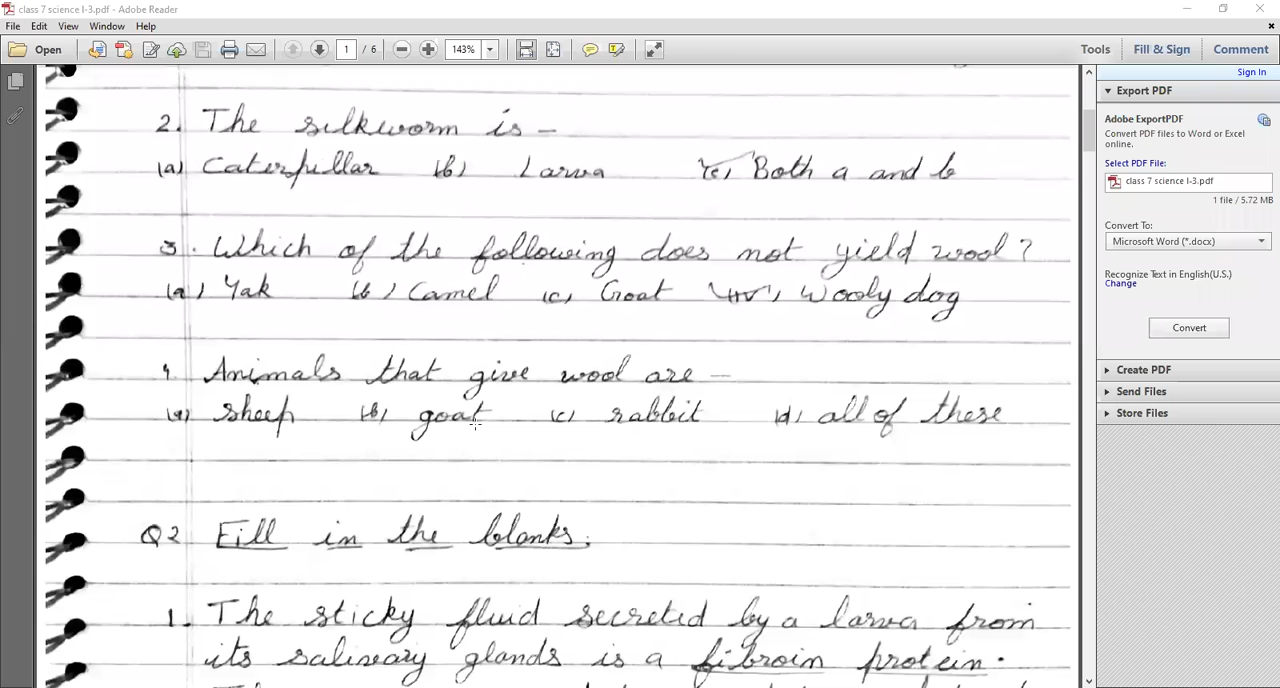 class 7 science I-3.pdf - Adobe Reader
File Edit View Window Help
Open 1 / 6 143% Tools Fill & Sign Comment
Sign In
2. The silkworm is -
(a) Caterpillar (b) Larva (c) Both a and b
3. Which of the following does not yield wool?
(a) Yak (b) Camel (c) Goat Wooly dog
4. Animals that give wool are -
(a) sheep (b) goat (c) rabbit (d) all of these
Q2 Fill in the blanks.
1. The sticky fluid secreted by a larva from
its salineary glands is a fibroin protein.
Export PDF
Adobe ExportPDF
Convert PDF files to Word or Excel
online.
Select PDF File:
class 7 science I-3.pdf
1 file / 5.72 MB
Convert To:
Microsoft Word (*.docx)
Recognize Text in English(U.S.)
Change
Convert
Create PDF
Send Files
Store Files